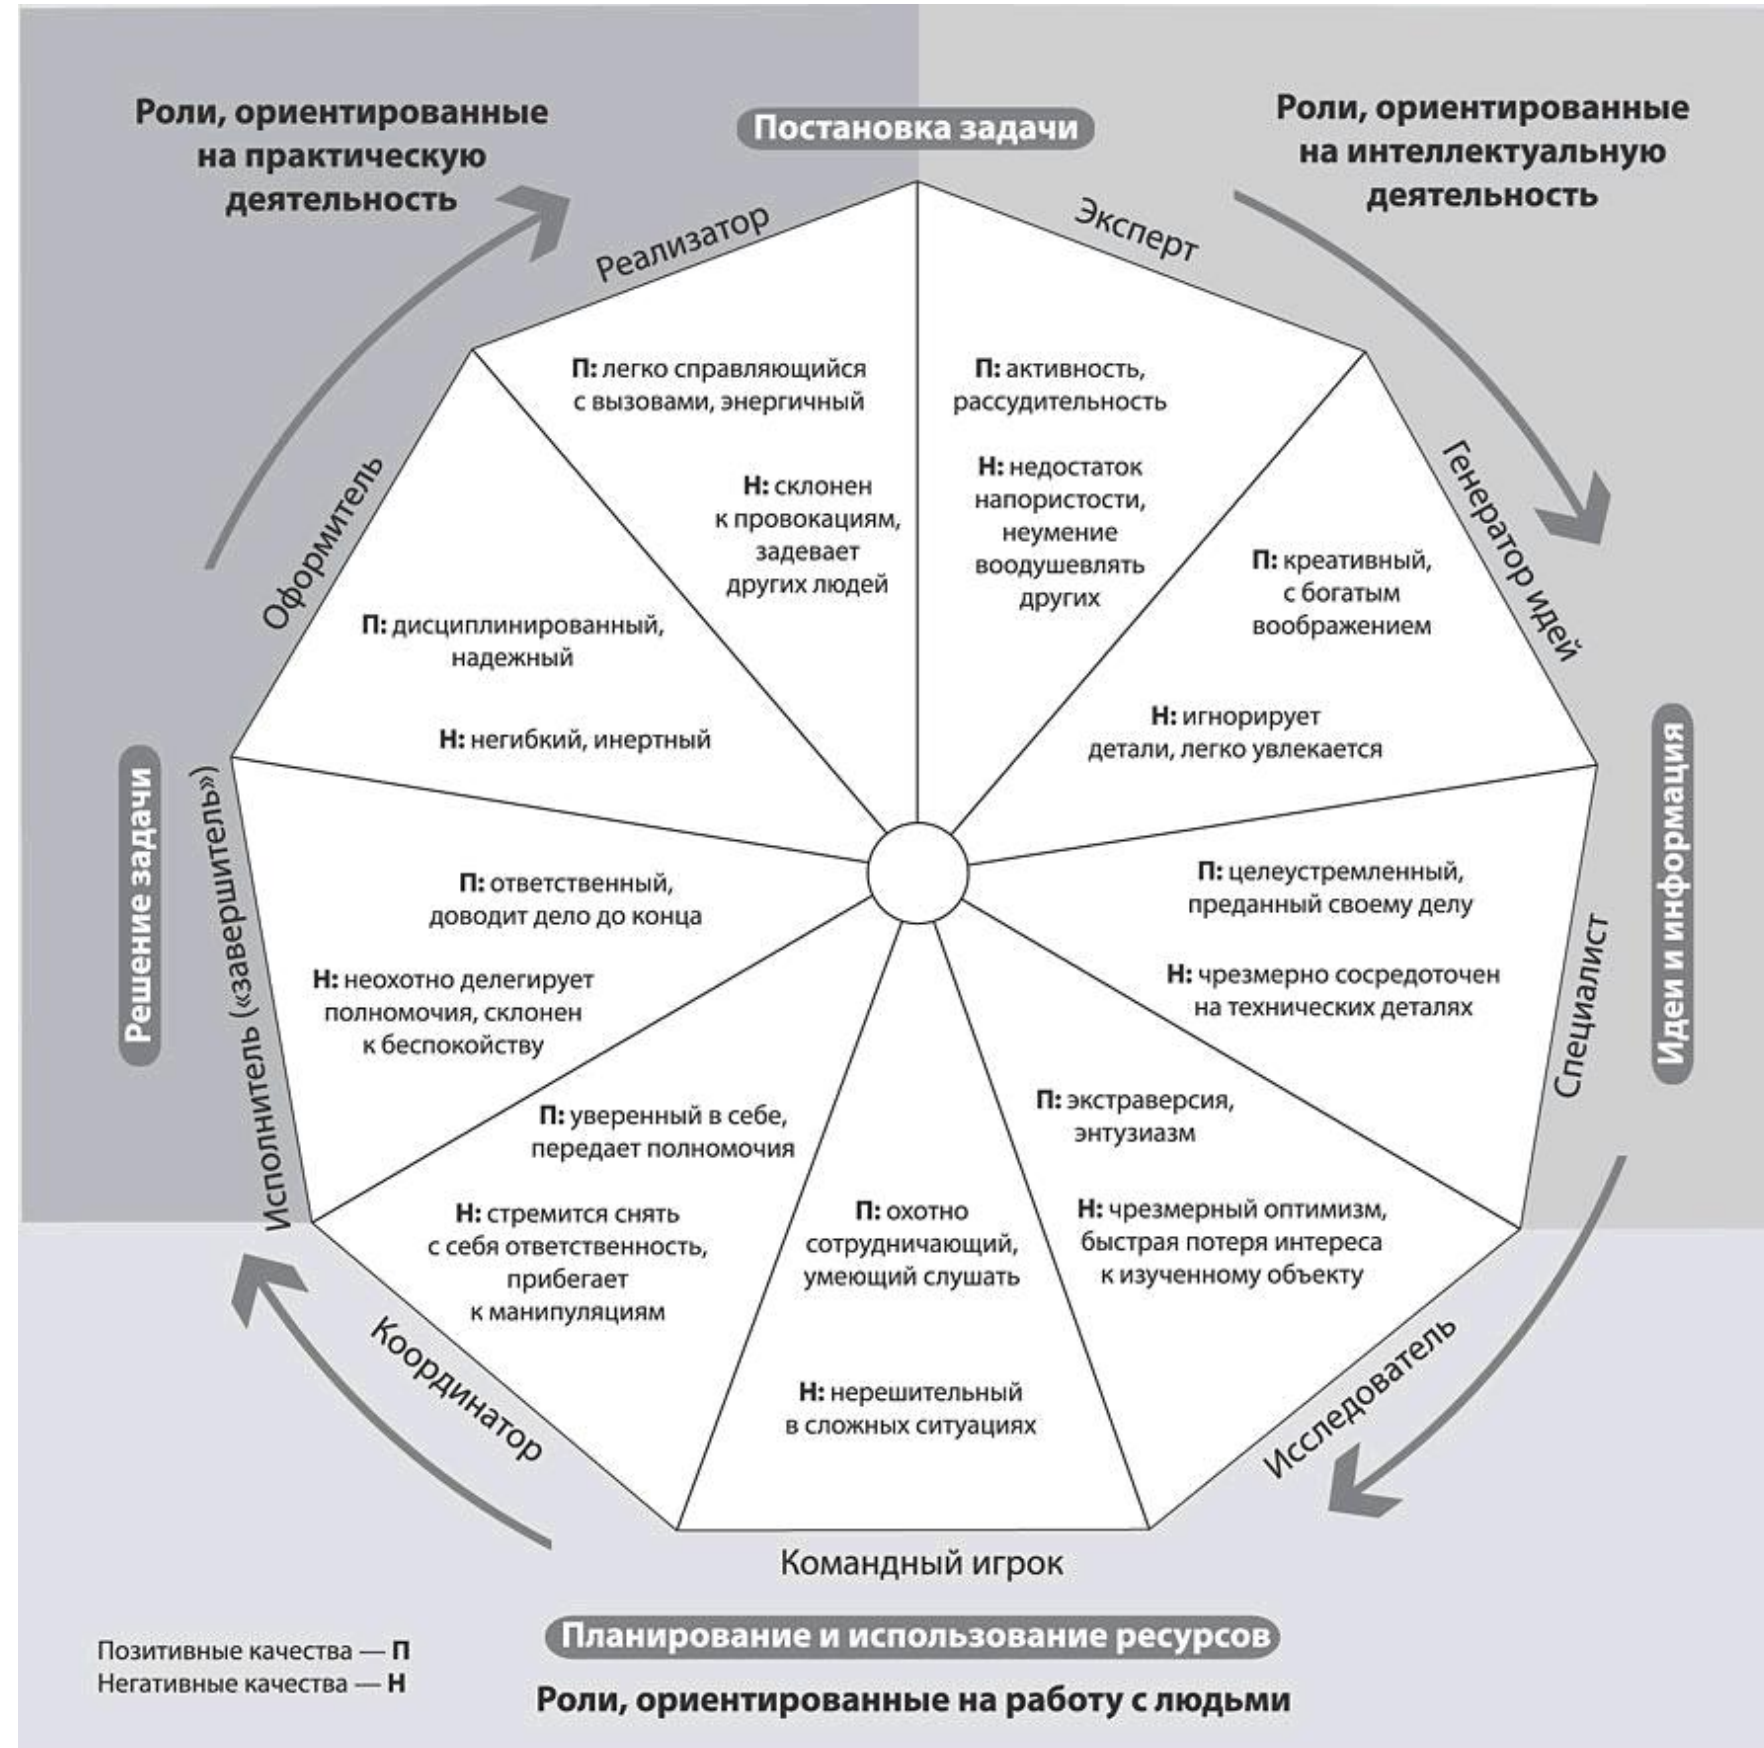 Роли, ориентированные
на практическую
деятельность
Постановка задачи
Роли, ориентированные
на интеллектуальную
деятельность
Реализатор
Эксперт
П: легко справляющийся
с вызовами, энергичный
Н: склонен
к провокациям,
задевает
других людей
П: активность,
рассудительность
Н: недостаток
напористости,
неумение
воодушевлять
других
Оформитель
П: дисциплинированный,
надежный
Н: негибкий, инертный
Генератор идей
П: креативный,
с богатым
воображением
Н: игнорирует
детали, легко увлекается
Решение задачи
Исполнитель («завершитель»)
П: ответственный,
доводит дело до конца
Н: неохотно делегирует
полномочия, склонен
к беспокойству
П: целеустремленный,
преданный своему делу
Н: чрезмерно сосредоточен
на технических деталях
Специалист
Идеи и информация
П: уверенный в себе,
передает полномочия
Н: стремится снять
с себя ответственность,
прибегает
к манипуляциям
Координатор
П: охотно
сотрудничающий,
умеющий слушать
Н: нерешительный
в сложных ситуациях
Командный игрок
П: экстраверсия,
энтузиазм
Н: чрезмерный оптимизм,
быстрая потеря интереса
к изученному объекту
Исследователь
Планирование и использование ресурсов
Роли, ориентированные на работу с людьми
Позитивные качества — П
Негативные качества — Н